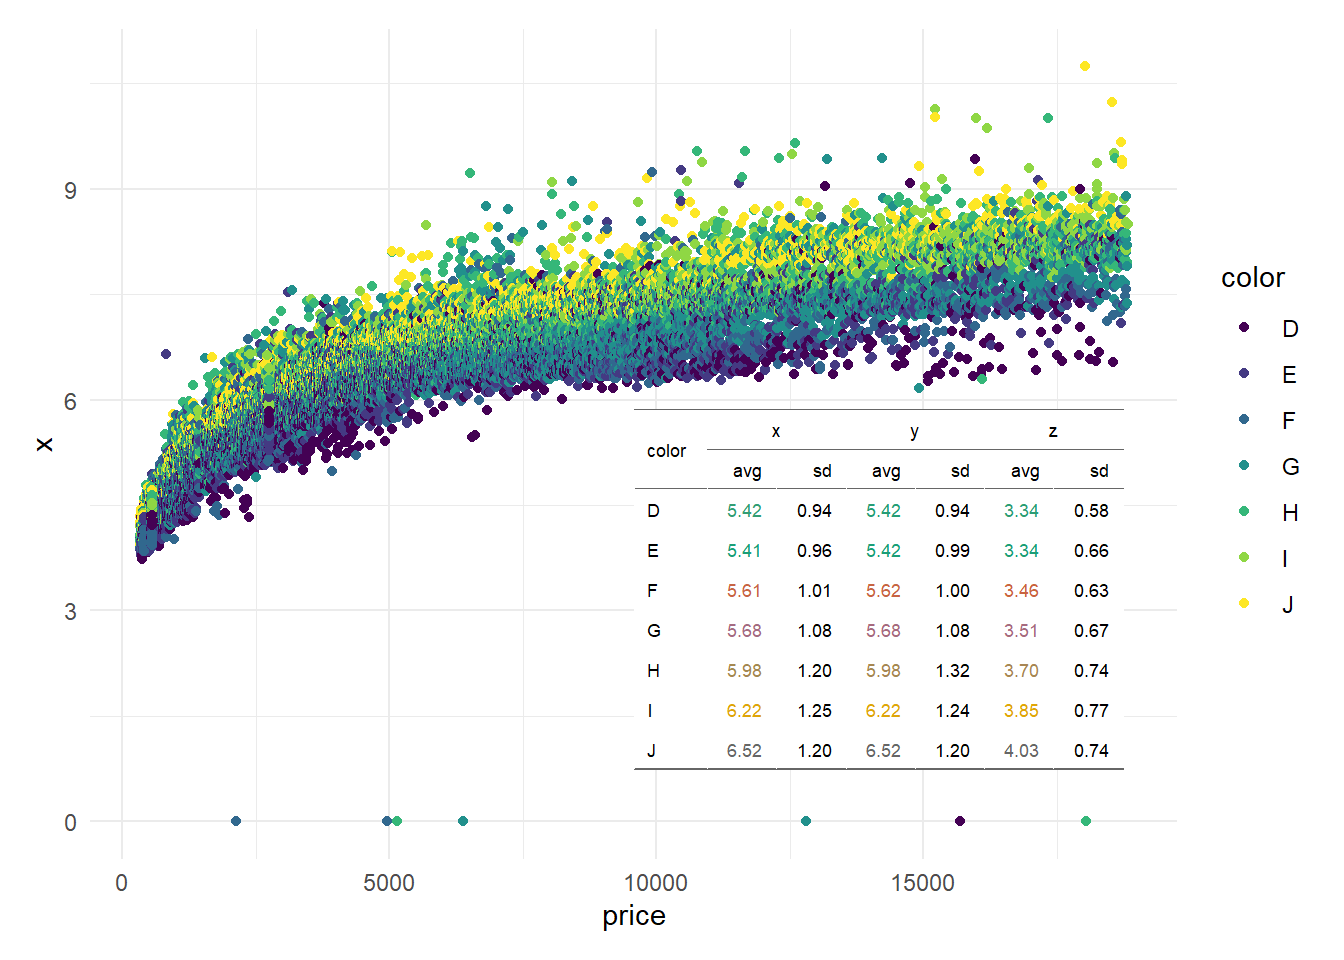 9
6
3
0
x
0 5000 10000 15000
price
color
D
E
F
G
H
I
J
x y z
color
avg sd avg sd avg sd
D 5.42 0.94 5.42 0.94 3.34 0.58
E 5.41 0.96 5.42 0.99 3.34 0.66
F 5.61 1.01 5.62 1.00 3.46 0.63
G 5.68 1.08 5.68 1.08 3.51 0.67
H 5.98 1.20 5.98 1.32 3.70 0.74
I 6.22 1.25 6.22 1.24 3.85 0.77
J 6.52 1.20 6.52 1.20 4.03 0.74